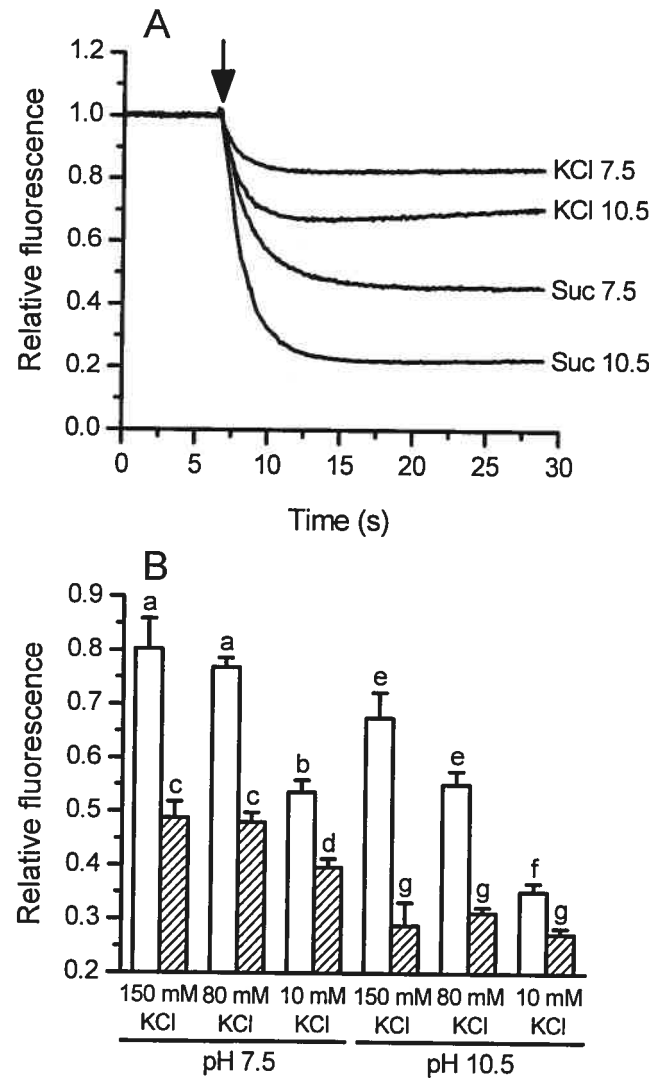 A
Relative fluorescence
1.2
1.0
0.8
0.6
0.4
0.2
0.0
KCl 7.5
KCl 10.5
Suc 7.5
Suc 10.5
0 5 10 15 20 25 30
Time (s)
B
Relative fluorescence
0.9
0.8
0.7
0.6
0.5
0.4
0.3
0.2
a
c
a
c
b
d
e
g
e
g
f
g
150 mM 80 mM 10 mM 150 mM 80 mM 10 mM
KCl KCl KCl KCl KCl KCl
pH 7.5 pH 10.5